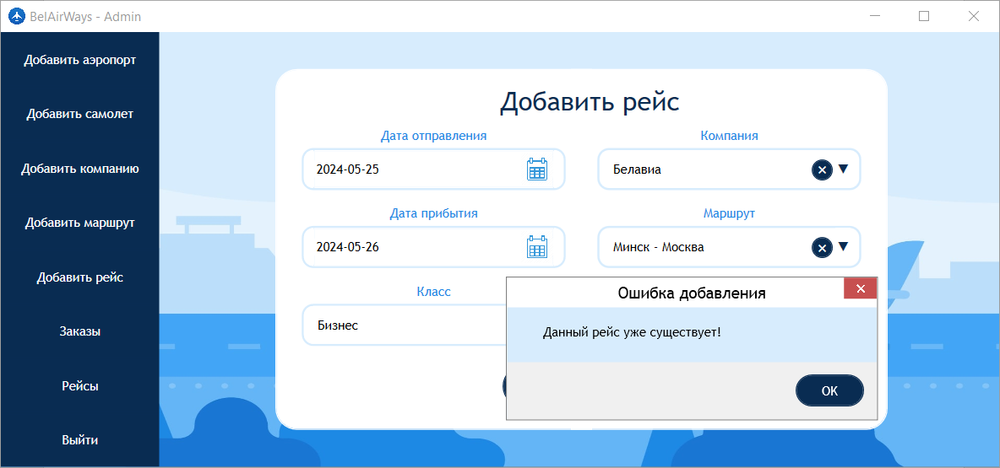 BelAirWays - Admin
Добавить аэропорт
Добавить самолет
Добавить компанию
Добавить маршрут
Добавить рейс
Заказы
Рейсы
Выйти
Добавить рейс
Дата отправления
Компания
2024-05-25
Белавиа
Дата прибытия
Маршрут
2024-05-26
Минск - Москва
Класс
Бизнес
Ошибка добавления
Данный рейс уже существует!
OK